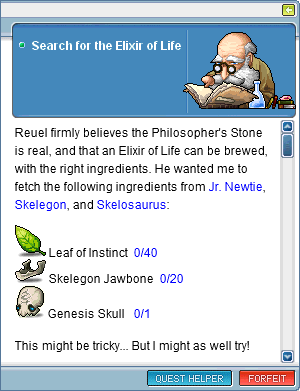 Search for the Elixir of Life
Reuel firmly believes the Philosopher's Stone
is real, and that an Elixir of Life can be brewed,
with the right ingredients. He wanted me to
fetch the following ingredients from Jr. Newtie,
Skelegon, and Skelosaurus:
Leaf of Instinct 0/40
Skelegon Jawbone 0/20
Genesis Skull 0/1
This might be tricky... But I might as well try!
QUEST HELPER FORFEIT